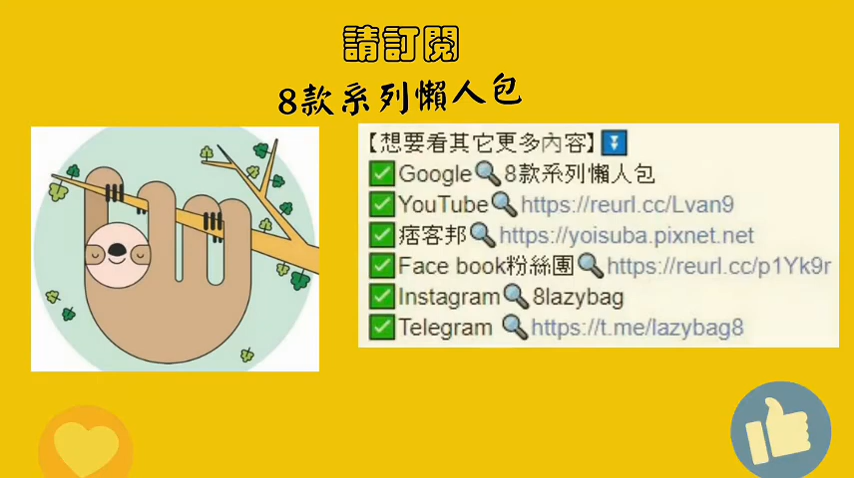 請訂閱
8款系列懶人包
【想要看其它更多內容】⏬
✅Google🔍8款系列懶人包
✅YouTube🔍https://reurl.cc/Lvan9
✅痞客邦🔍https://yoisuba.pixnet.net
✅Face book粉絲團🔍https://reurl.cc/p1Yk9r
✅Instagram🔍8lazybag
✅Telegram 🔍https://t.me/lazybag8